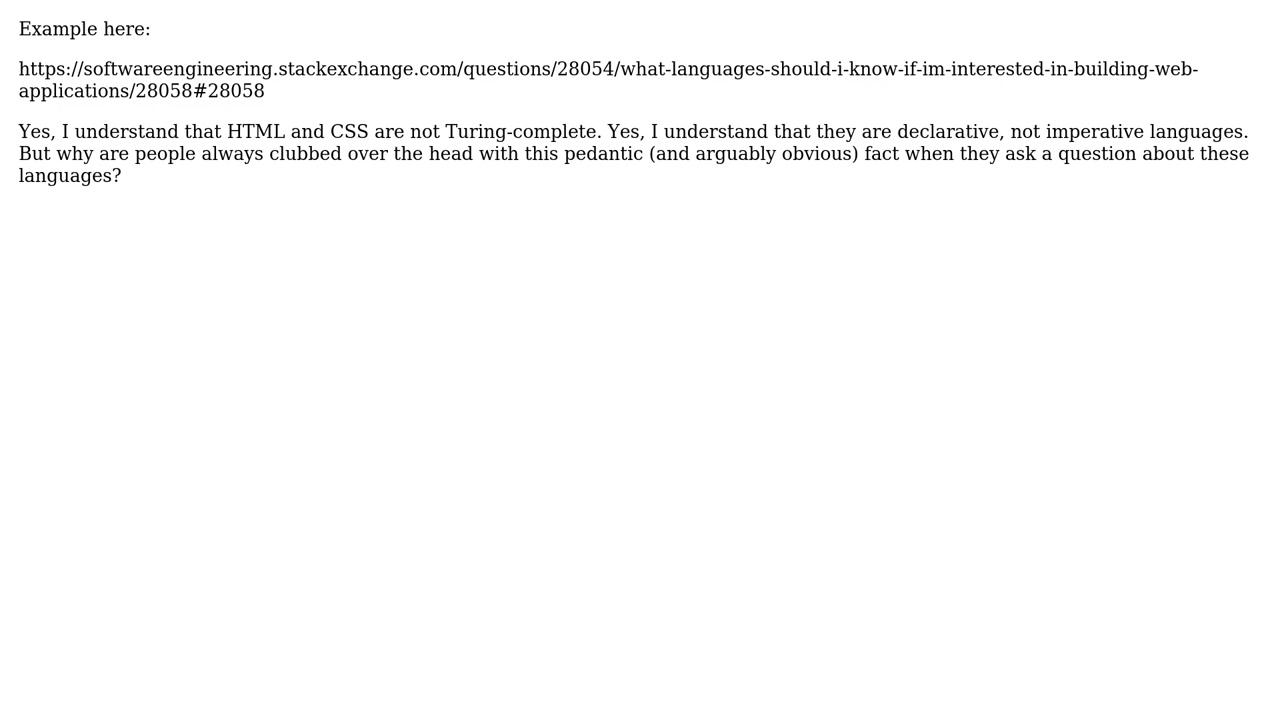 Example here:
https://softwareengineering.stackexchange.com/questions/28054/what-languages-should-i-know-if-im-interested-in-building-web-
applications/28058#28058
Yes, I understand that HTML and CSS are not Turing-complete. Yes, I understand that they are declarative, not imperative languages.
But why are people always clubbed over the head with this pedantic (and arguably obvious) fact when they ask a question about these
languages?